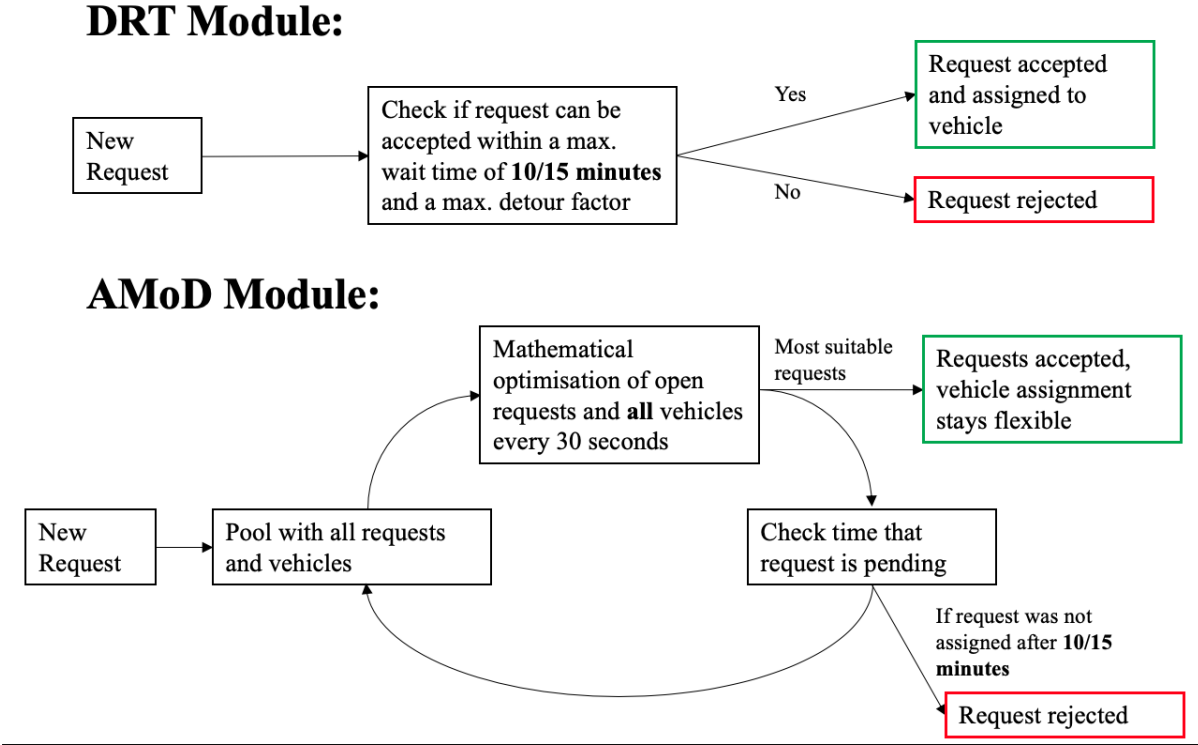 DRT Module:
New
Request
Check if request can be
accepted within a max.
wait time of 10/15 minutes
and a max. detour factor
Yes
No
Request accepted
and assigned to
vehicle
Request rejected
AMoD Module:
New
Request
Pool with all requests
and vehicles
Mathematical
optimisation of open
requests and all vehicles
every 30 seconds
Most suitable
requests
Requests accepted,
vehicle assignment
stays flexible
Check time that
request is pending
If request was not
assigned after 10/15
minutes
Request rejected